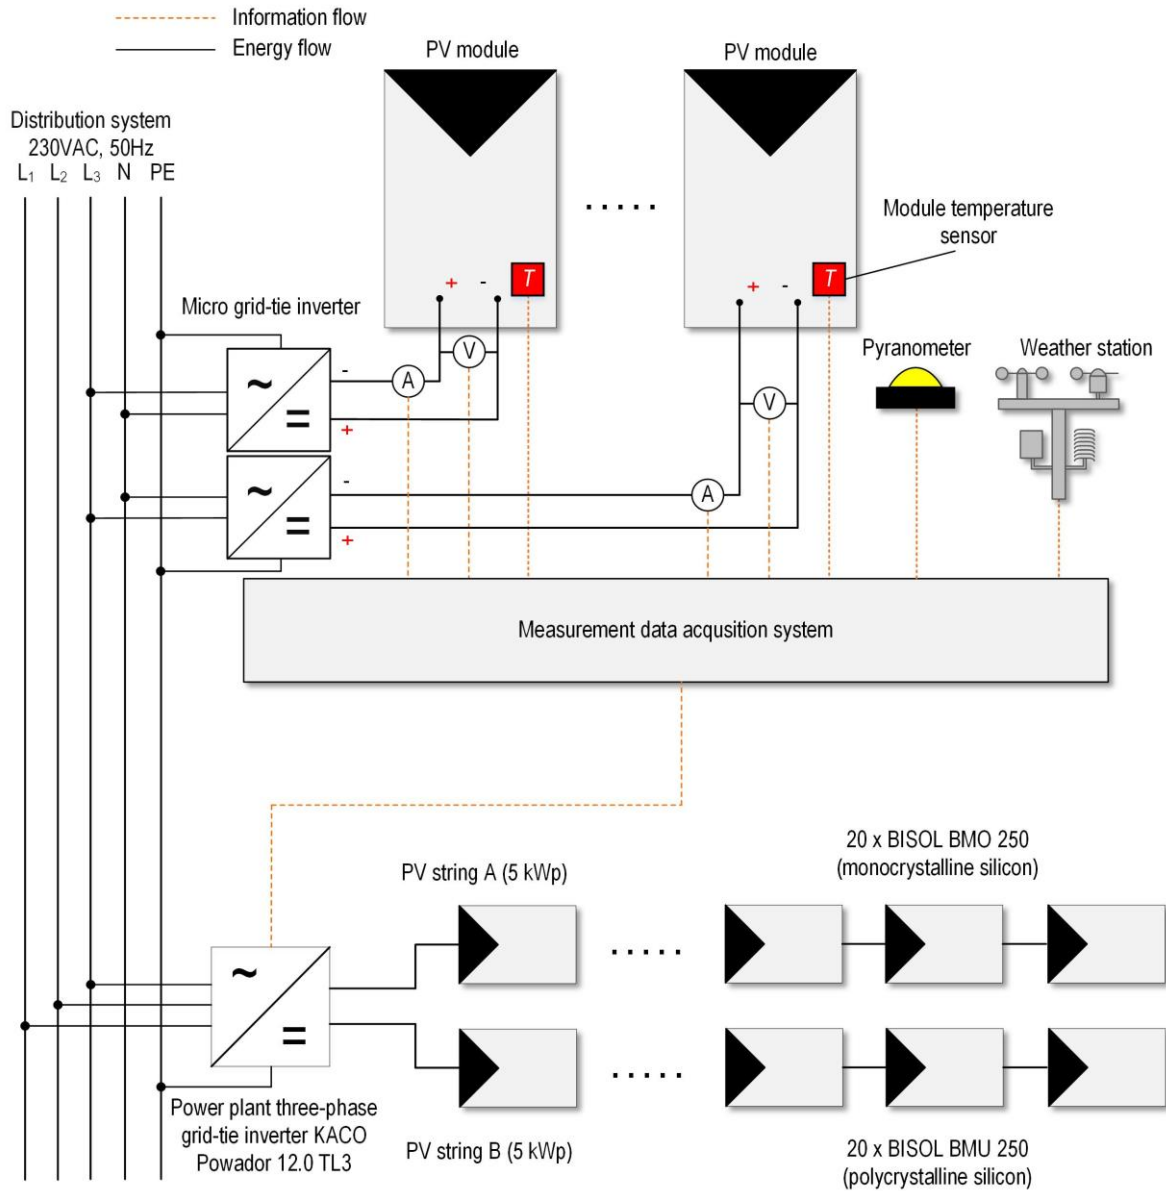 Information flow
Energy flow
PV module
PV module
Distribution system
230VAC, 50Hz
L₁ L₂ L₃ N PE
Module temperature
sensor
+ - T
+ - T
Micro grid-tie inverter
Pyranometer
Weather station
V
~
=
-
A
+
V
~
=
-
A
+
Measurement data acqusition system
20 x BISOL BMO 250
(monocrystalline silicon)
PV string A (5 kWp)
~
=
Power plant three-phase
grid-tie inverter KACO
Powador 12.0 TL3
PV string B (5 kWp)
20 x BISOL BMU 250
(polycrystalline silicon)